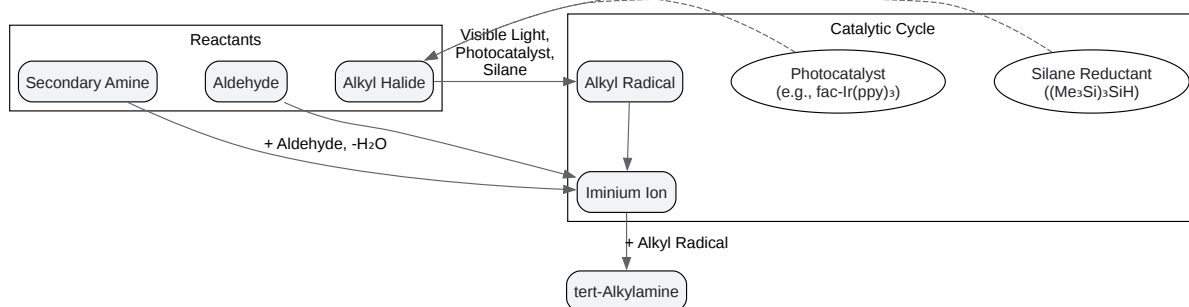 Reactants
Catalytic Cycle
Visible Light,
Photocatalyst,
Silane
Secondary Amine
Aldehyde
Alkyl Halide
Alkyl Radical
Photocatalyst
(e.g., fac-Ir(ppy)₃)
Silane Reductant
((Me₃Si)₃SiH)
+ Aldehyde, -H₂O
Iminium Ion
+ Alkyl Radical
tert-Alkylamine